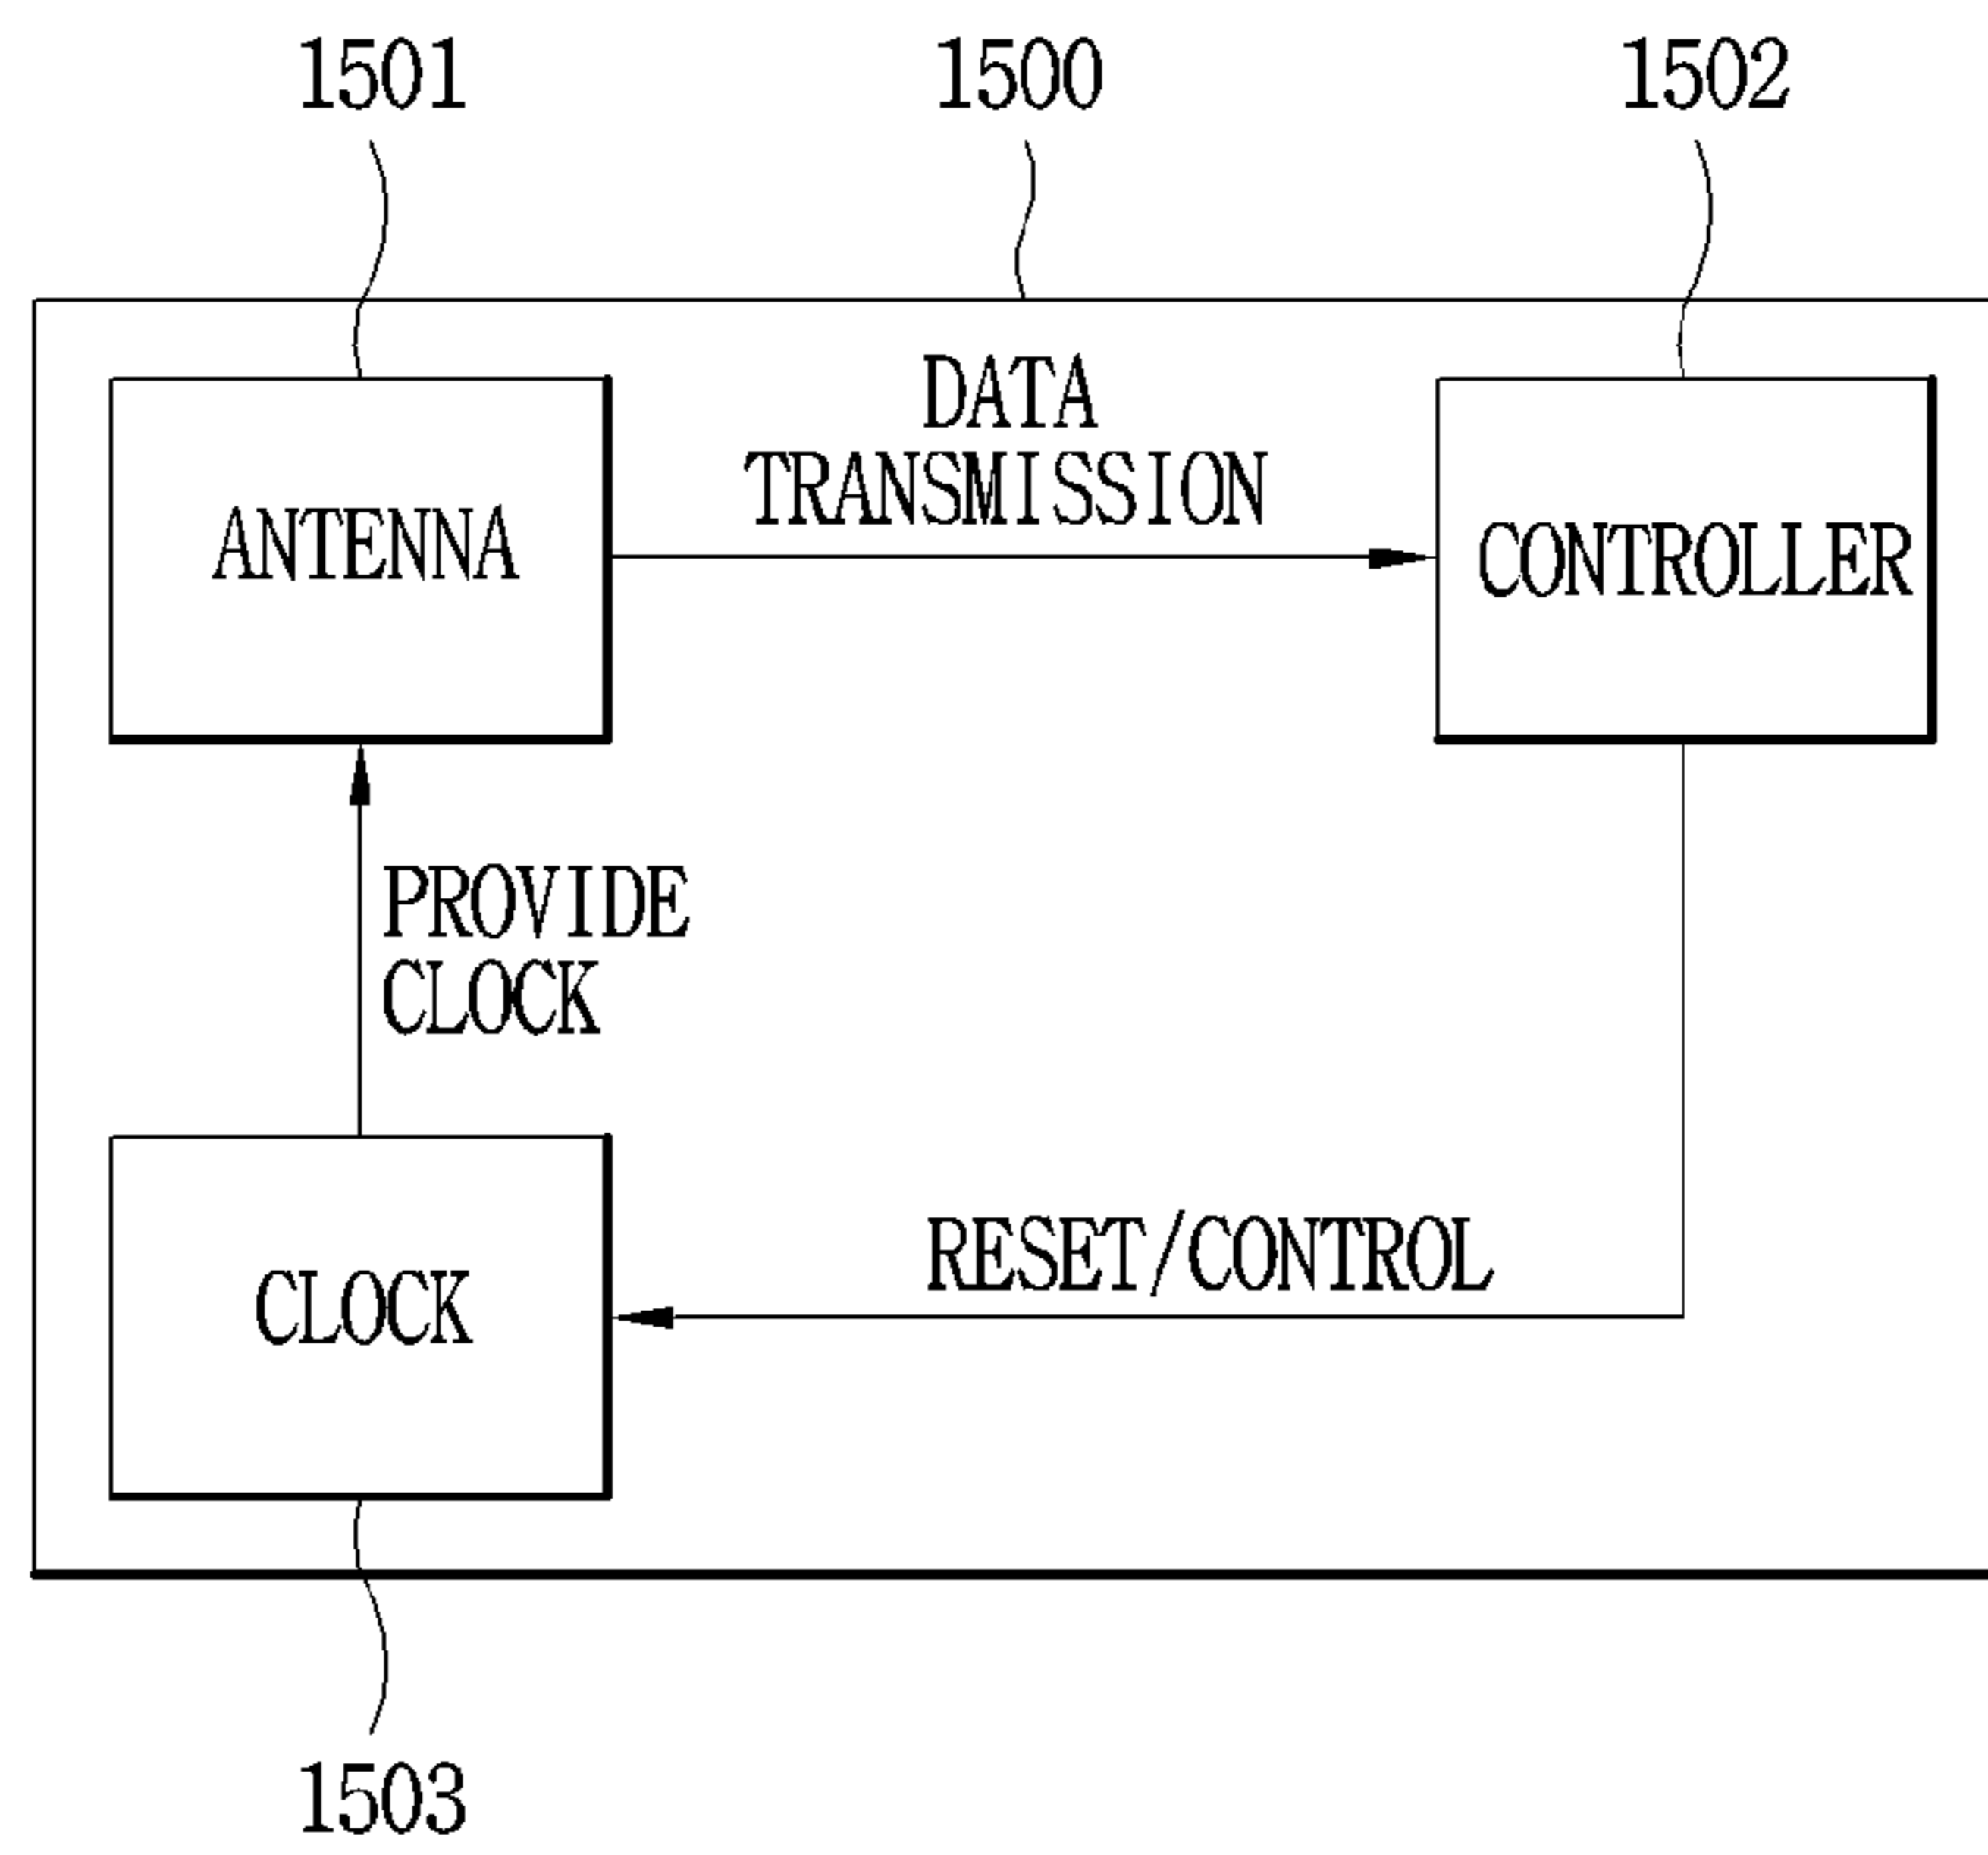 1501
1500
1502
DATA
TRANSMISSION
ANTENNA
CONTROLLER
PROVIDE
CLOCK
RESET/CONTROL
CLOCK
1503